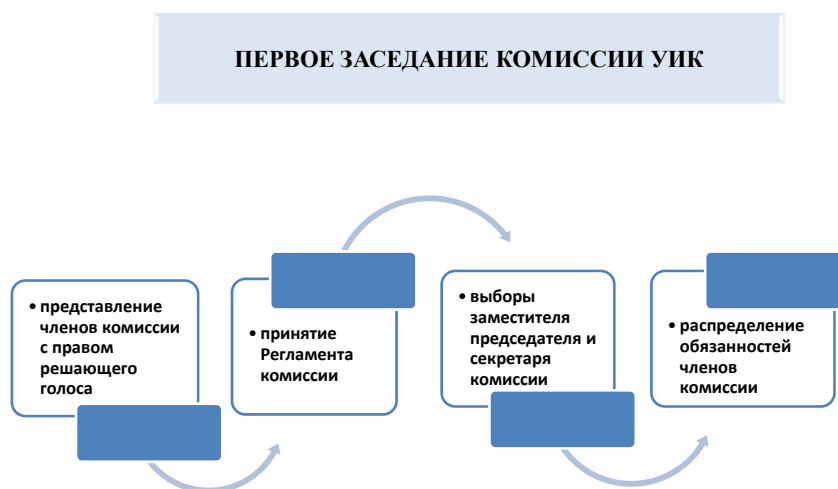 ПЕРВОЕ ЗАСЕДАНИЕ КОМИССИИ УИК
• представление
членов комиссии
с правом
решающего
голоса
• принятие
Регламента
комиссии
• выборы
заместителя
председателя и
секретаря
комиссии
• распределение
обязанностей
членов
комиссии